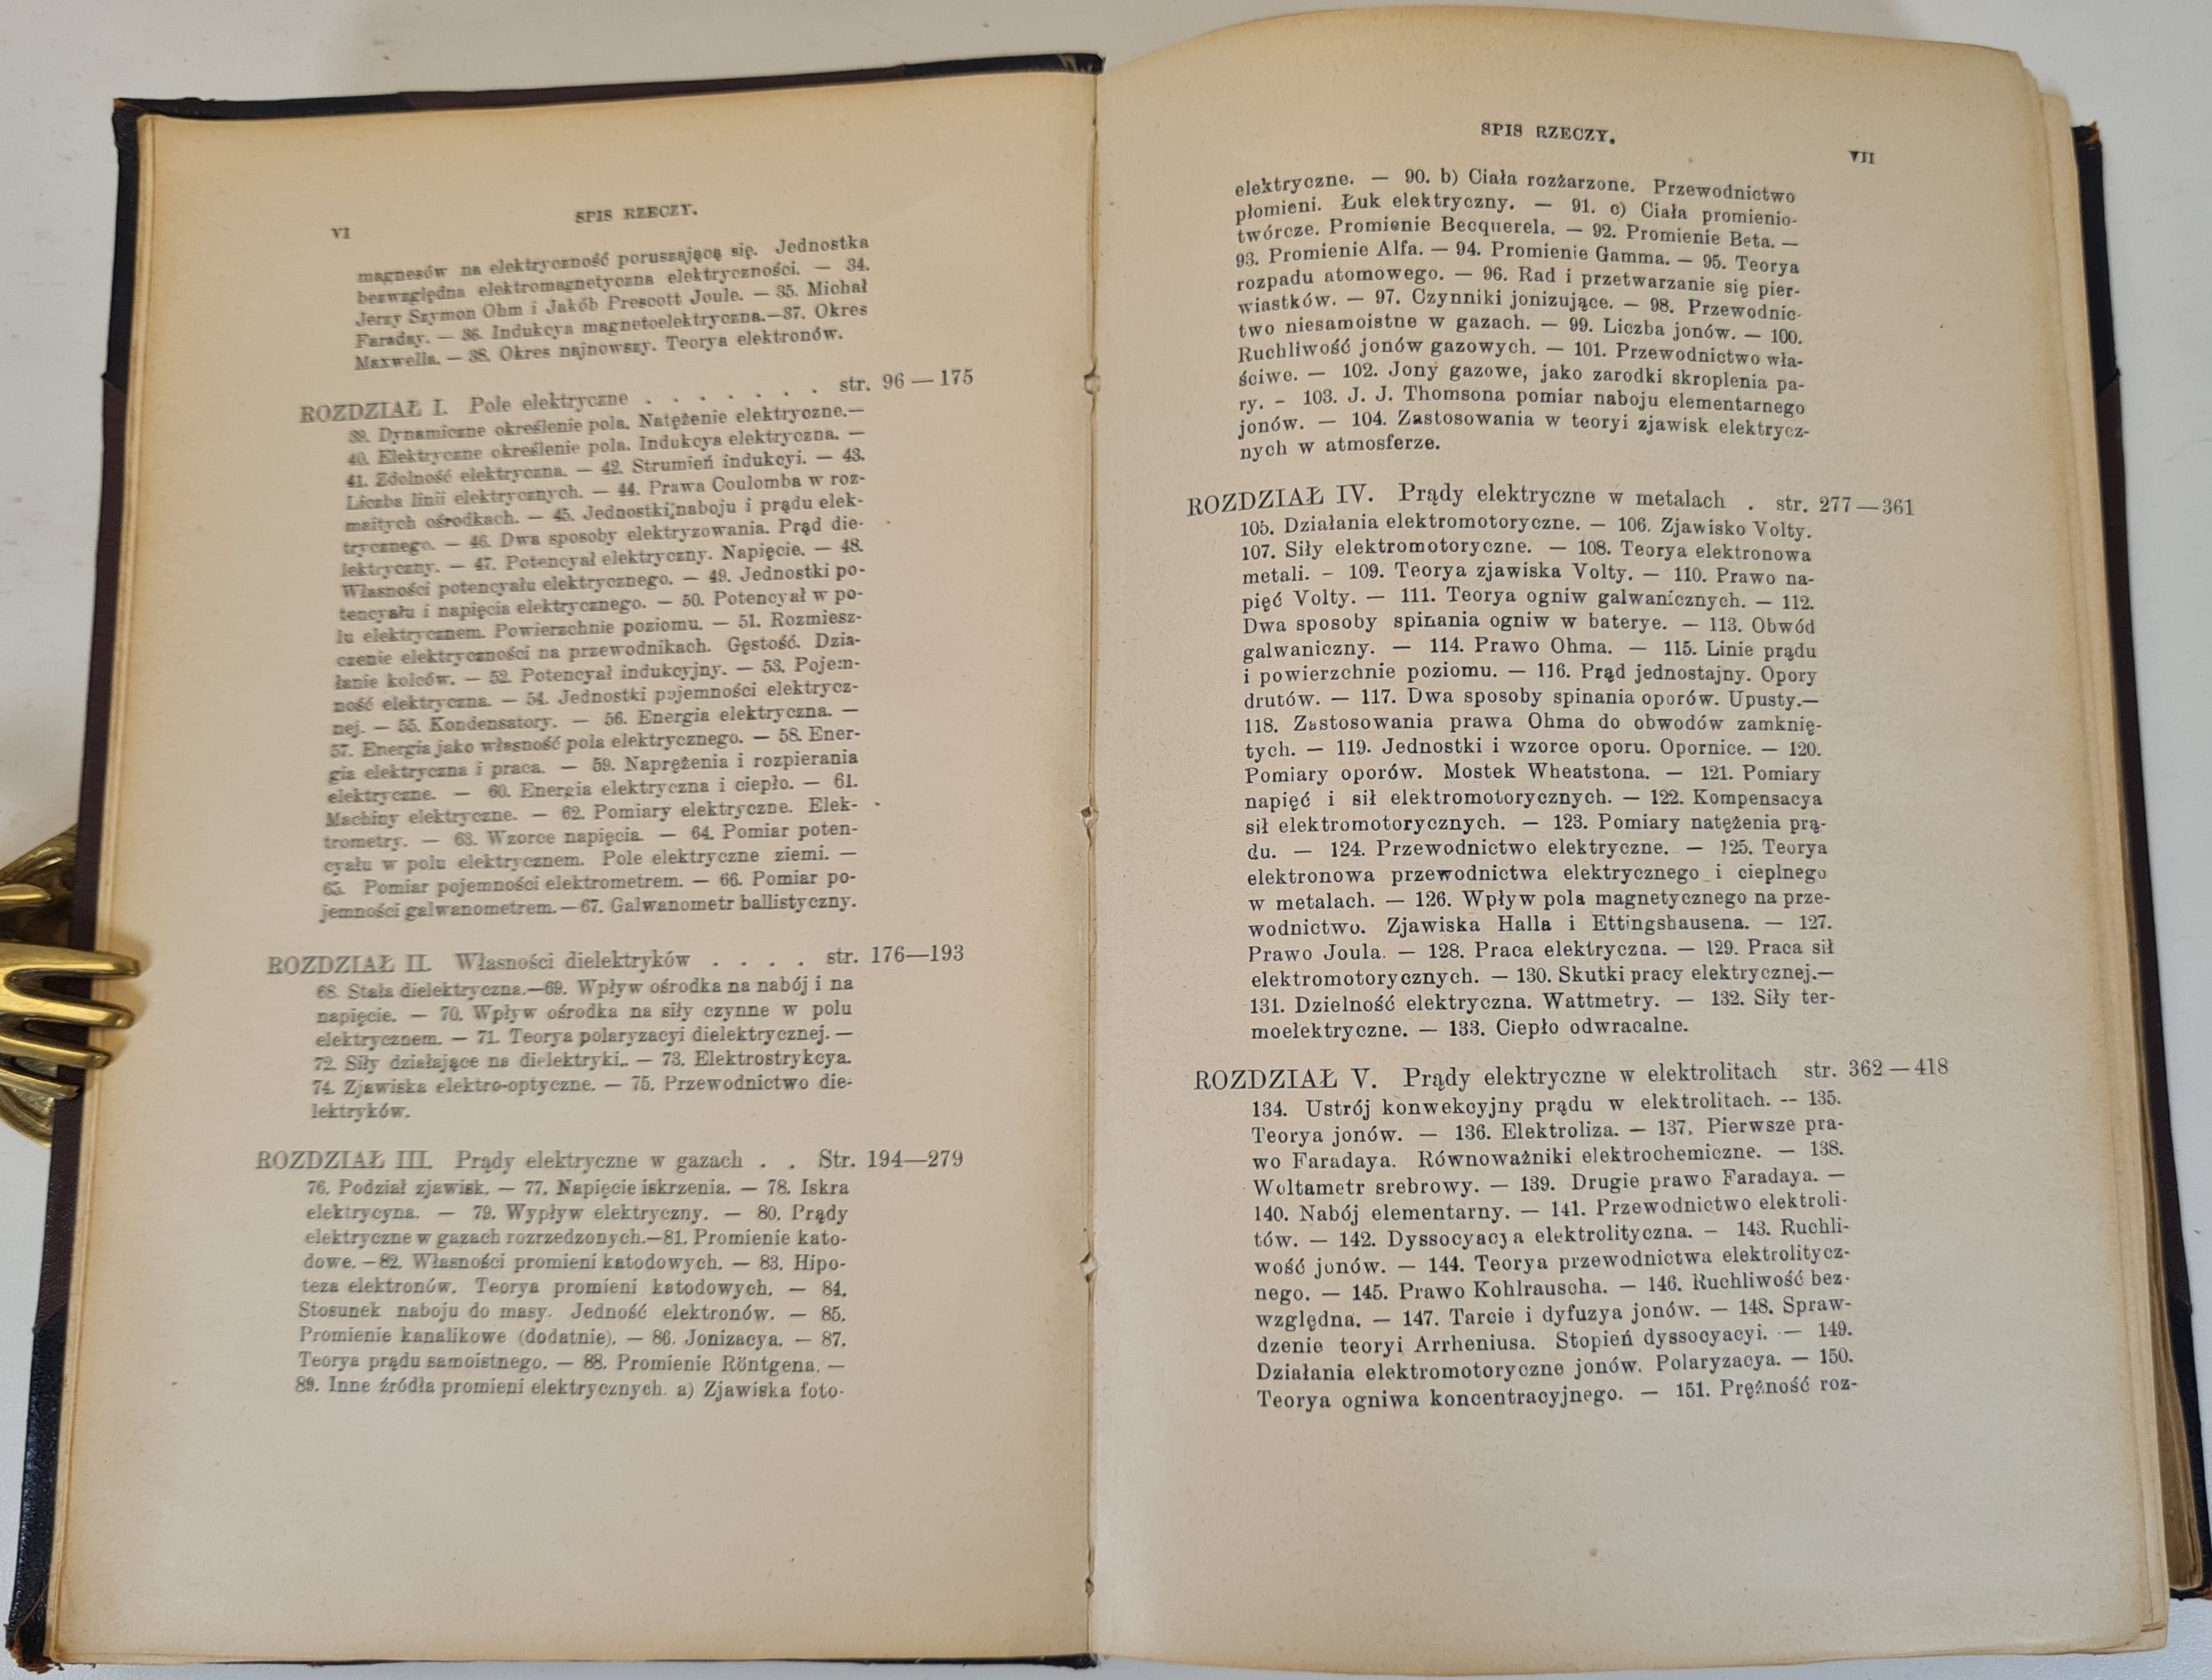 VI
SPIS RZECZY.
magnesów na elektryczność poruszającą się. Jednostka
bezwzględna elektromagnetyczna elektryczności. — 34.
Jerzy Szymon Ohm i Jakób Prescott Joule. — 35. Michał
Faraday. — 36. Indukcya magnetoelektryczna.—37. Okres
Maxwella. — 38. Okres najnowszy. Teorya elektronów.
ROZDZIAŁ I. Pole elektryczne . . . . . . . str. 96 — 175
39. Dynamiczne określenie pola. Natężenie elektryczne.—
40. Elektryczne określenie pola. Indukcya elektryczna. —
41. Zdolność elektryczna. — 42. Strumień indukcyi. — 43.
Liczba linii elektrycznych. — 44. Prawa Coulomba w roz-
maitych ośrodkach. — 45. Jednostki naboju i prądu elek-
trycznego. — 46. Dwa sposoby elektryzowania. Prąd die-
lektryczny. — 47. Potencyał elektryczny. Napięcie. — 48.
Własności potencyału elektrycznego. — 49. Jednostki po-
tencyału i napięcia elektrycznego. — 50. Potencyał w po-
lu elektrycznem. Powierzchnie poziomu. — 51. Rozmiesz-
czenie elektryczności na przewodnikach. Gęstość. Dzia-
łanie kolców. — 52. Potencyał indukcyjny. — 53. Pojem-
ność elektryczna. — 54. Jednostki pojemności elektrycz-
nej. — 55. Kondensatory. — 56. Energia elektryczna. —
57. Energia jako własność pola elektrycznego. — 58. Ener-
gia elektryczna i praca. — 59. Naprężenia i rozpierania
elektryczne. — 60. Energia elektryczna i ciepło. — 61.
Machiny elektryczne. — 62. Pomiary elektryczne. Elek-
trometry. — 63. Wzorce napięcia. — 64. Pomiar poten-
cyału w polu elektrycznem. Pole elektryczne ziemi. —
65. Pomiar pojemności elektrometrem. — 66. Pomiar po-
jemności galwanometrem.—67. Galwanometr ballistyczny.
ROZDZIAŁ II. Własności dielektryków . . . . str. 176—193
68. Stała dielektryczna.—69. Wpływ ośrodka na nabój i na
napięcie. — 70. Wpływ ośrodka na siły czynne w polu
elektrycznem. — 71. Teorya polaryzacyi dielektrycznej. —
72. Siły działające na dielektryki.. — 73. Elektrostrykcya.
74. Zjawiska elektro-optyczne. — 75. Przewodnictwo die-
lektryków.
ROZDZIAŁ III. Prądy elektryczne w gazach . . Str. 194—279
76. Podział zjawisk. — 77. Napięcie iskrzenia. — 78. Iskra
elektrycyna. — 79. Wypływ elektryczny. — 80. Prądy
elektryczne w gazach rozrzedzonych.—81. Promienie kato-
dowe. —82. Własności promieni katodowych. — 83. Hipo-
teza elektronów. Teorya promieni katodowych. — 84.
Stosunek naboju do masy. Jedność elektronów. — 85.
Promienie kanalikowe (dodatnie). — 86. Jonizacya. — 87.
Teorya prądu samoistnego. — 88. Promienie Röntgena. —
89. Inne źródła promieni elektrycznych. a) Zjawiska foto-
SPIS RZECZY.
VII
elektryczne. — 90. b) Ciała rozżarzone. Przewodnictwo
płomieni. Łuk elektryczny. — 91. c) Ciała promienio-
twórcze. Promienie Becquerela. — 92. Promienie Beta. —
93. Promienie Alfa. — 94. Promienie Gamma. — 95. Teorya
rozpadu atomowego. — 96. Rad i przetwarzanie się pier-
wiastków. — 97. Czynniki jonizujące. — 98. Przewodnic-
two niesamoistne w gazach. — 99. Liczba jonów. — 100.
Ruchliwość jonów gazowych. — 101. Przewodnictwo wła-
ściwe. — 102. Jony gazowe, jako zarodki skroplenia pa-
ry. - 103. J. J. Thomsona pomiar naboju elementarnego
jonów. — 104. Zastosowania w teoryi zjawisk elektrycz-
nych w atmosferze.
ROZDZIAŁ IV. Prądy elektryczne w metalach . str. 277—361
105. Działania elektromotoryczne. — 106. Zjawisko Volty.
107. Siły elektromotoryczne. — 108. Teorya elektronowa
metali. – 109. Teorya zjawiska Volty. — 110. Prawo na-
pięć Volty. — 111. Teorya ogniw galwanicznych. — 112.
Dwa sposoby spinania ogniw w baterye. — 113. Obwód
galwaniczny. — 114. Prawo Ohma. — 115. Linie prądu
i powierzchnie poziomu. — 116. Prąd jednostajny. Opory
drutów. — 117. Dwa sposoby spinania oporów. Upusty.—
118. Zastosowania prawa Ohma do obwodów zamknię-
tych. — 119. Jednostki i wzorce oporu. Opornice. — 120.
Pomiary oporów. Mostek Wheatstona. — 121. Pomiary
napięć i sił elektromotorycznych. — 122. Kompensacya
sił elektromotorycznych. — 123. Pomiary natężenia prą-
du. — 124. Przewodnictwo elektryczne. — 125. Teorya
elektronowa przewodnictwa elektrycznego i cieplnego
w metalach. — 126. Wpływ pola magnetycznego na prze-
wodnictwo. Zjawiska Halla i Ettingshausena. — 127.
Prawo Joula. — 128. Praca elektryczna. — 129. Praca sił
elektromotorycznych. — 130. Skutki pracy elektrycznej.—
131. Dzielność elektryczna. Wattmetry. — 132. Siły ter-
moelektryczne. — 133. Ciepło odwracalne.
ROZDZIAŁ V. Prądy elektryczne w elektrolitach str. 362 — 418
134. Ustrój konwekcyjny prądu w elektrolitach. -- 135.
Teorya jonów. — 136. Elektroliza. — 137. Pierwsze pra-
wo Faradaya. Równoważniki elektrochemiczne. — 138.
Woltametr srebrowy. — 139. Drugie prawo Faradaya. —
140. Nabój elementarny. — 141. Przewodnictwo elektroli-
tów. — 142. Dyssocyacya elektrolityczna. – 143. Ruchli-
wość jonów. — 144. Teorya przewodnictwa elektrolitycz-
nego. — 145. Prawo Kohlrauscha. — 146. Ruchliwość bez-
względna. — 147. Tarcie i dyfuzya jonów. — 148. Spraw-
dzenie teoryi Arrheniusa. Stopień dyssocyacyi. — 149.
Działania elektromotoryczne jonów. Polaryzacya. — 150.
Teorya ogniwa koncentracyjnego. — 151. Prężność roz-